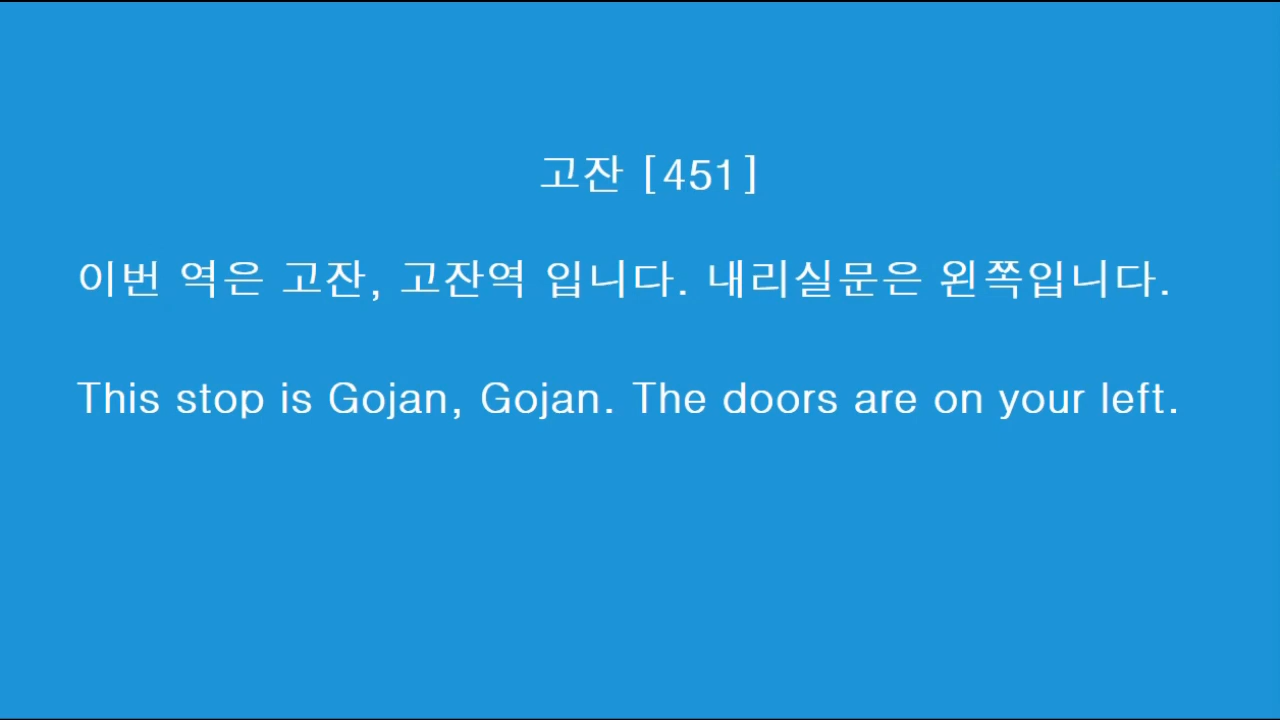 고잔 [451]
이번 역은 고잔, 고잔역 입니다. 내리실문은 왼쪽입니다.
This stop is Gojan, Gojan. The doors are on your left.